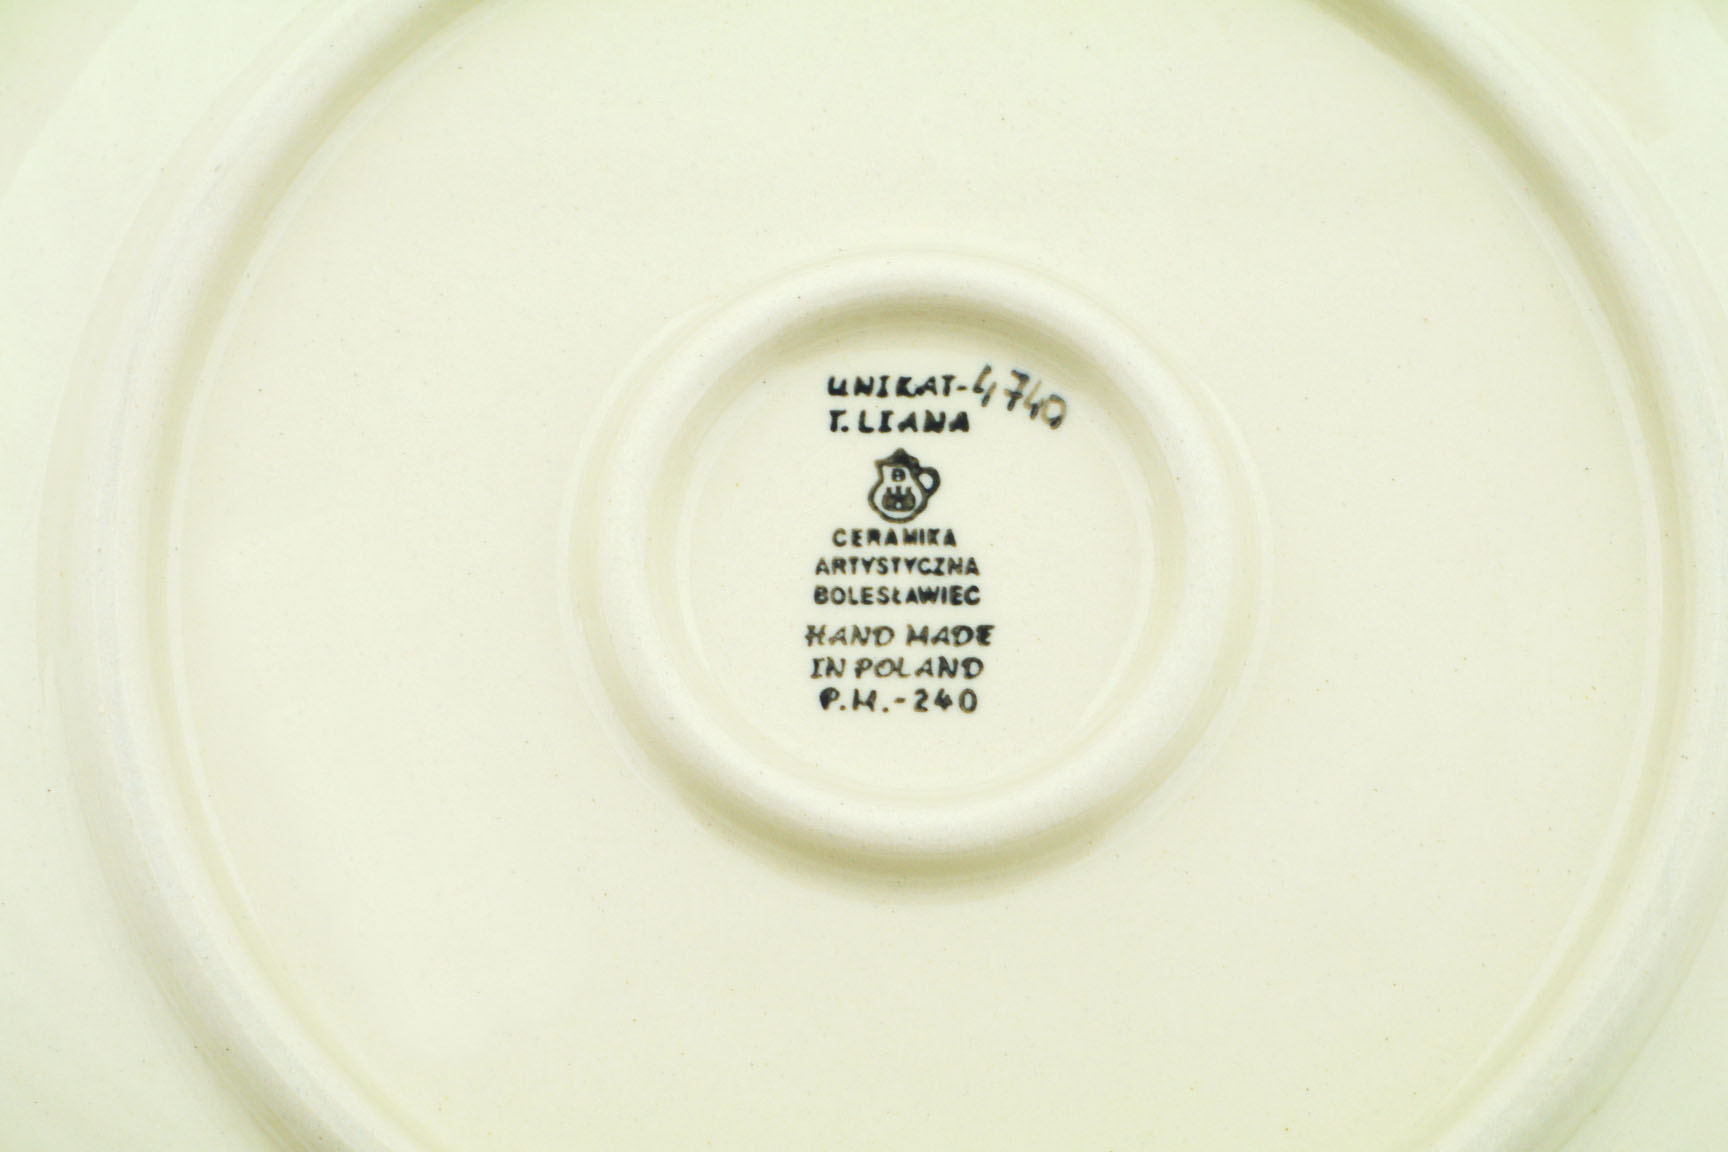 UNIKAT-4740
T. LIANA
B
CERAMIKA
ARTYSTYCZNA
BOLESŁAWIEC
HAND MADE
IN POLAND
P.M.-240